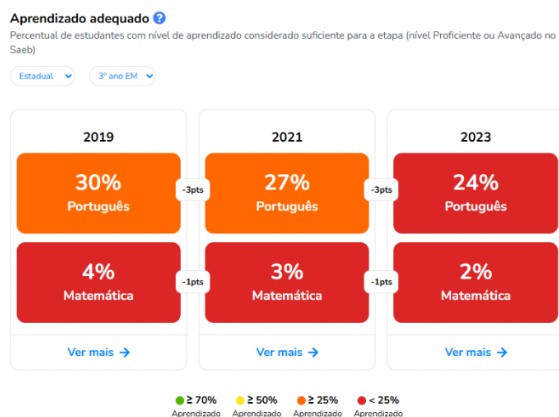 Aprendizado adequado ?
Percentual de estudantes com nível de aprendizado considerado suficiente para a etapa (nível Proficiente ou Avançado no
Saeb)
Estadual 3º ano EM
2019 2021 2023
30% -3pts 27% -3pts 24%
Português Português Português
4% -1pts 3% -1pts 2%
Matemática Matemática Matemática
Ver mais → Ver mais → Ver mais →
≥ 70% ≥ 50% ≥ 25% < 25%
Aprendizado Aprendizado Aprendizado Aprendizado